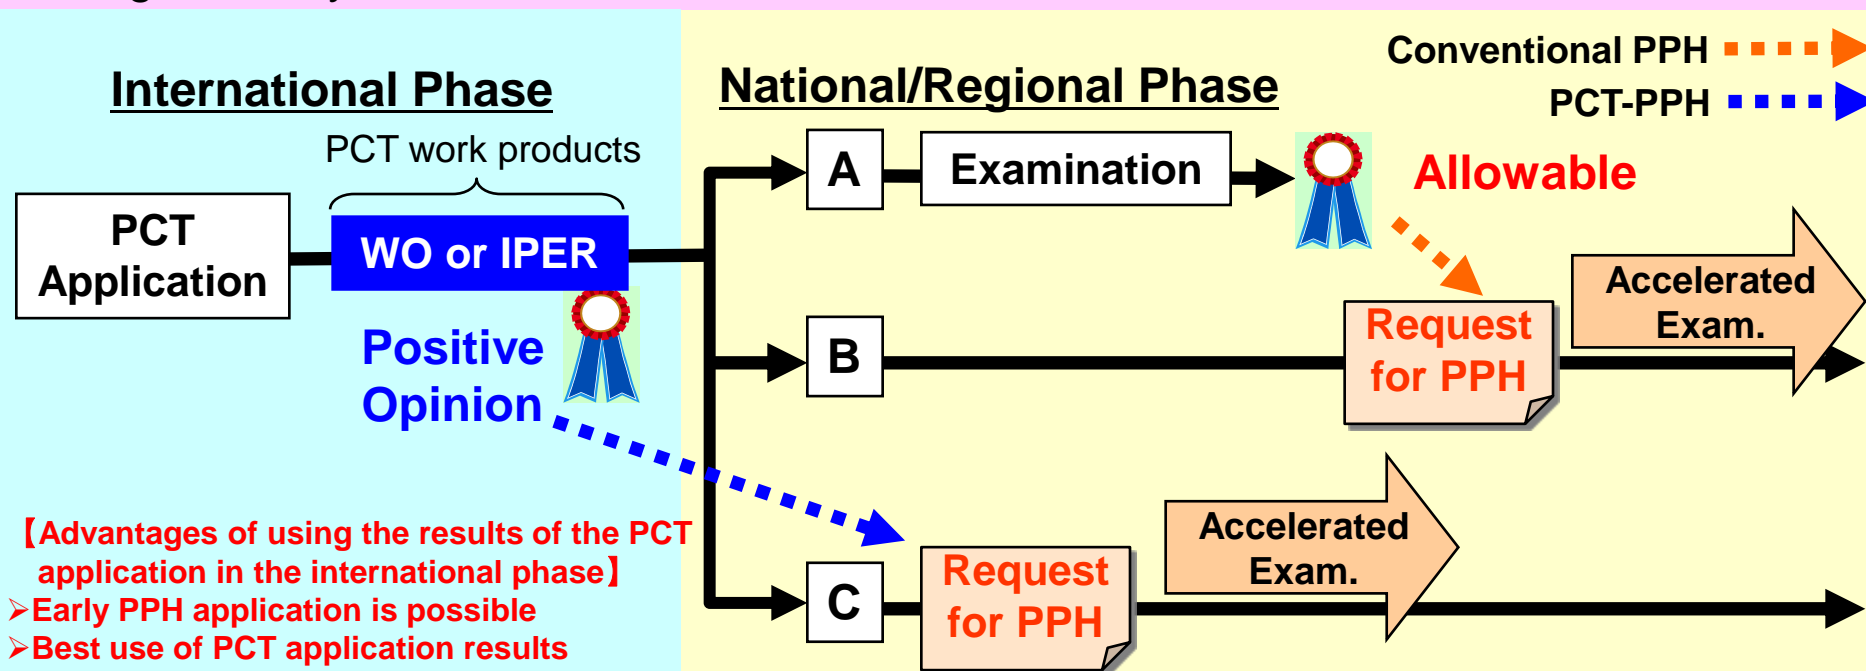 International Phase
PCT work products
PCT
Application
WO or IPER
Positive
Opinion
【Advantages of using the results of the PCT
application in the international phase】
➢Early PPH application is possible
➢Best use of PCT application results
National/Regional Phase
Conventional PPH
PCT-PPH
A
Examination
Allowable
B
Request
for PPH
Accelerated
Exam.
C
Request
for PPH
Accelerated
Exam.